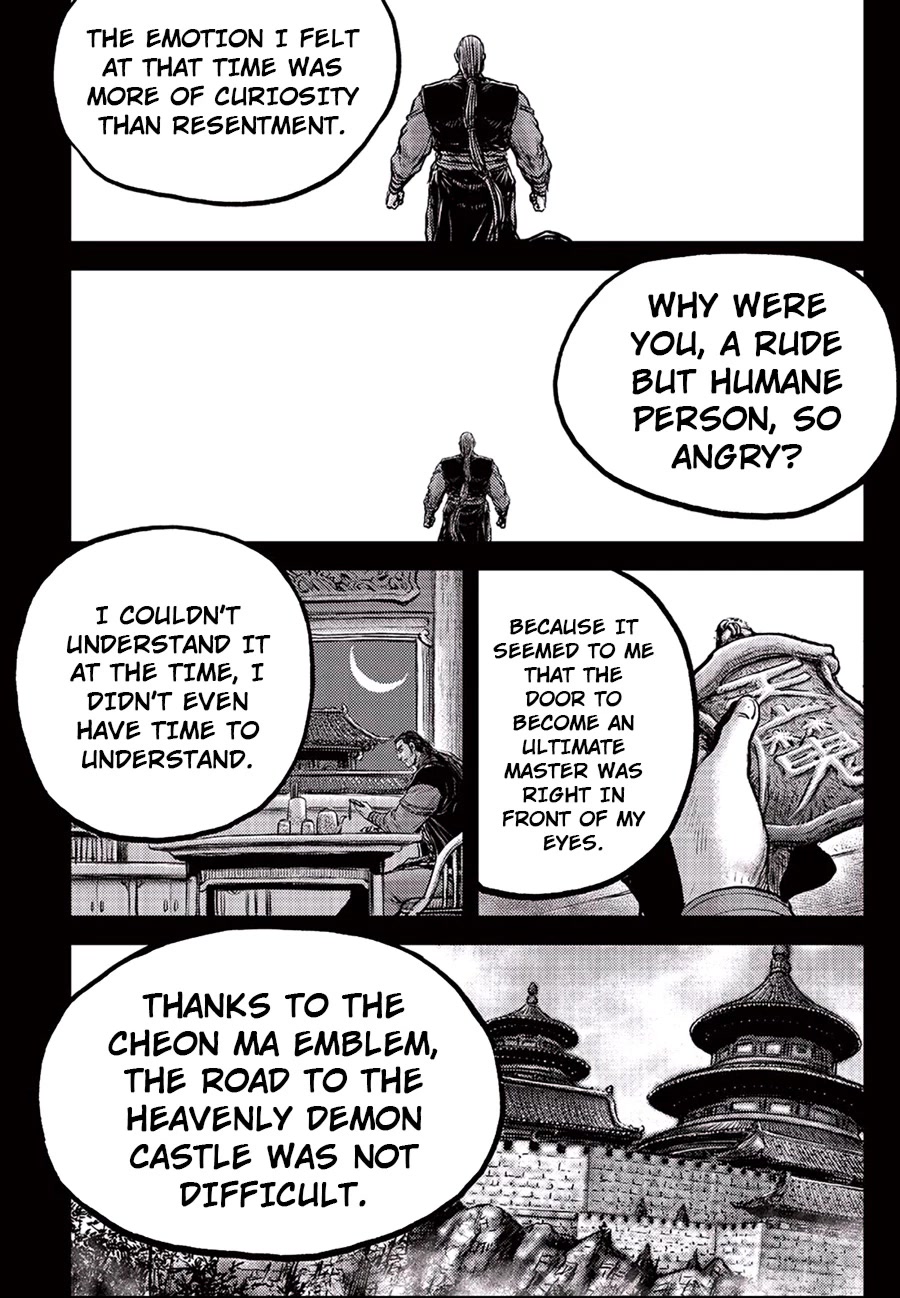 THE EMOTION I FELT
AT THAT TIME WAS
MORE OF CURIOSITY
THAN RESENTMENT.
WHY WERE
YOU, A RUDE
BUT HUMANE
PERSON, SO
ANGRY?
I COULDN'T
UNDERSTAND IT
AT THE TIME, I
DIDN'T EVEN
HAVE TIME TO
UNDERSTAND.
BECAUSE IT
SEEMED TO ME
THAT THE
DOOR TO
BECOME AN
ULTIMATE
MASTER WAS
RIGHT IN
FRONT OF MY
EYES.
THANKS TO THE
CHEON MA EMBLEM,
THE ROAD TO THE
HEAVENLY DEMON
CASTLE WAS NOT
DIFFICULT.